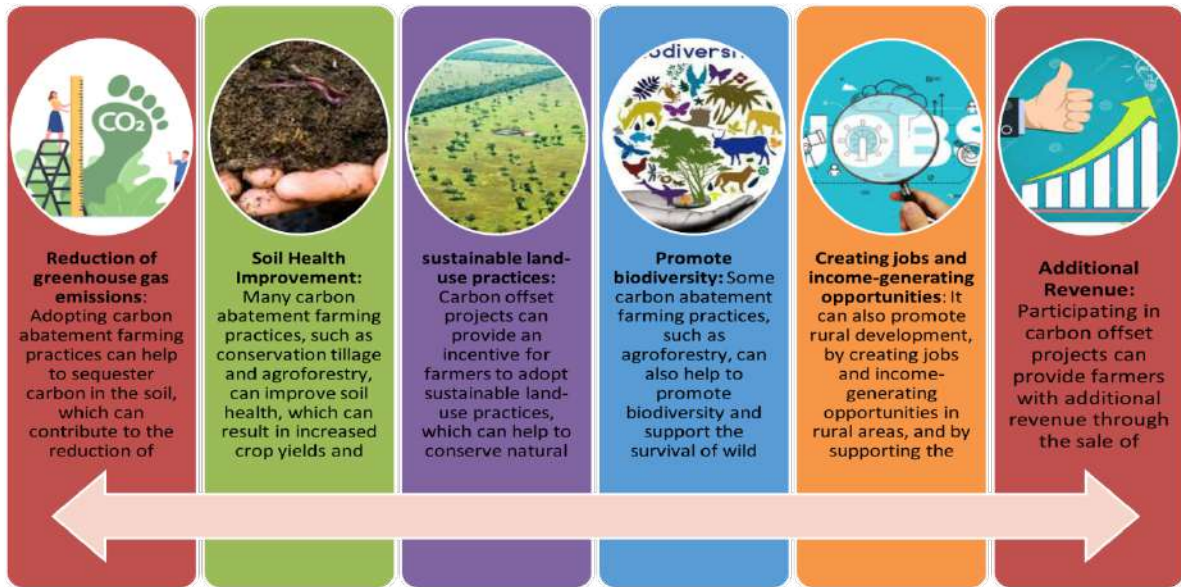 CO₂
Reduction of
greenhouse gas
emissions:
Adopting carbon
abatement farming
practices can help
to sequester
carbon in the soil,
which can
contribute to the
reduction of
Soil Health
Improvement:
Many carbon
abatement farming
practices, such as
conservation tillage
and agroforestry,
can improve soil
health, which can
result in increased
crop yields and
sustainable land-
use practices:
Carbon offset
projects can
provide an
incentive for
farmers to adopt
sustainable land-
use practices,
which can help to
conserve natural
odiversi
Promote
biodiversity: Some
carbon abatement
farming practices,
such as
agroforestry, can
also help to
promote
biodiversity and
support the
survival of wild
JOBS
Creating jobs and
income-generating
opportunities: It
can also promote
rural development,
by creating jobs
and income-
generating
opportunities in
rural areas, and by
supporting the
Additional
Revenue:
Participating in
carbon offset
projects can
provide farmers
with additional
revenue through
the sale of